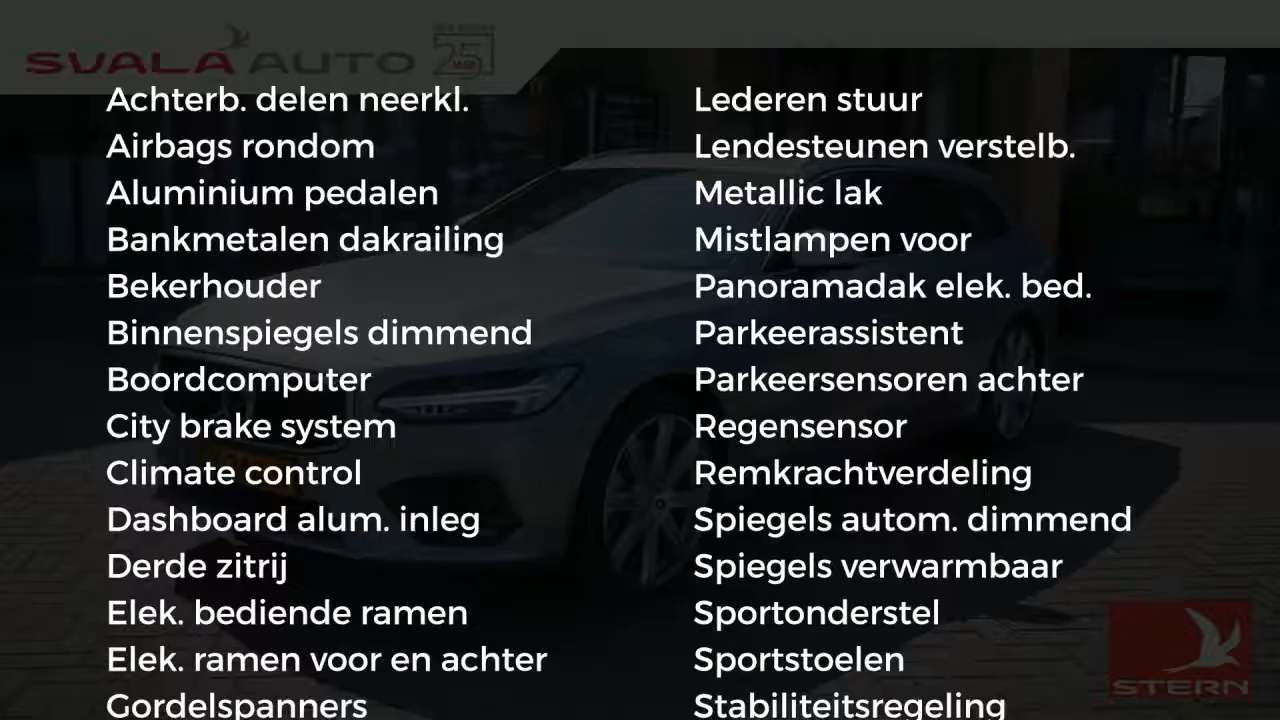 SVALA AUTO 25
Achterb. delen neerkl.
Airbags rondom
Aluminium pedalen
Bankmetalen dakrailing
Bekerhouder
Binnenspiegels dimmend
Boordcomputer
City brake system
Climate control
Dashboard alum. inleg
Derde zitrij
Elek. bediende ramen
Elek. ramen voor en achter
Gordelspanners
Lederen stuur
Lendesteunen verstelb.
Metallic lak
Mistlampen voor
Panoramadak elek. bed.
Parkeerassistent
Parkeersensoren achter
Regensensor
Remkrachtverdeling
Spiegels autom. dimmend
Spiegels verwarmbaar
Sportonderstel
Sportstoelen
Stabiliteitsregeling
STERN